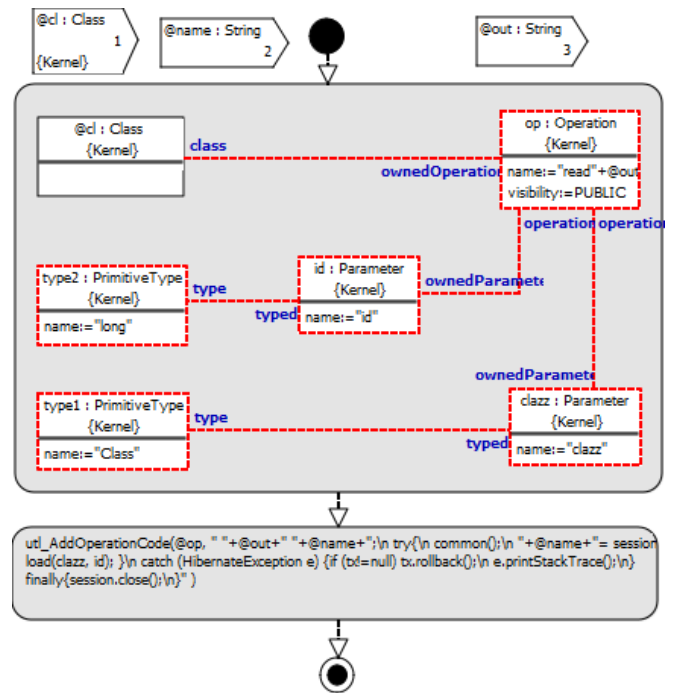 @cl : Class
1
{Kernel}
@name : String
2
@out : String
3
@cl : Class
{Kernel}
class
ownedOperation
op : Operation
{Kernel}
name:="read"+@out
visibility:=PUBLIC
operation
operation
type2 : PrimitiveType
{Kernel}
name:="long"
type
typed
id : Parameter
{Kernel}
name:="id"
ownedParamete
ownedParamete
type1 : PrimitiveType
{Kernel}
name:="Class"
type
typed
clazz : Parameter
{Kernel}
name:="clazz"
utl_AddOperationCode(@op, " "+@out+" "+@name+";\n try{\n common();\n "+@name+"= session
load(clazz, id); }\n catch (HibernateException e) {if (tx!=null) tx.rollback();\n e.printStackTrace();\n}
finally{session.close();\n}" )